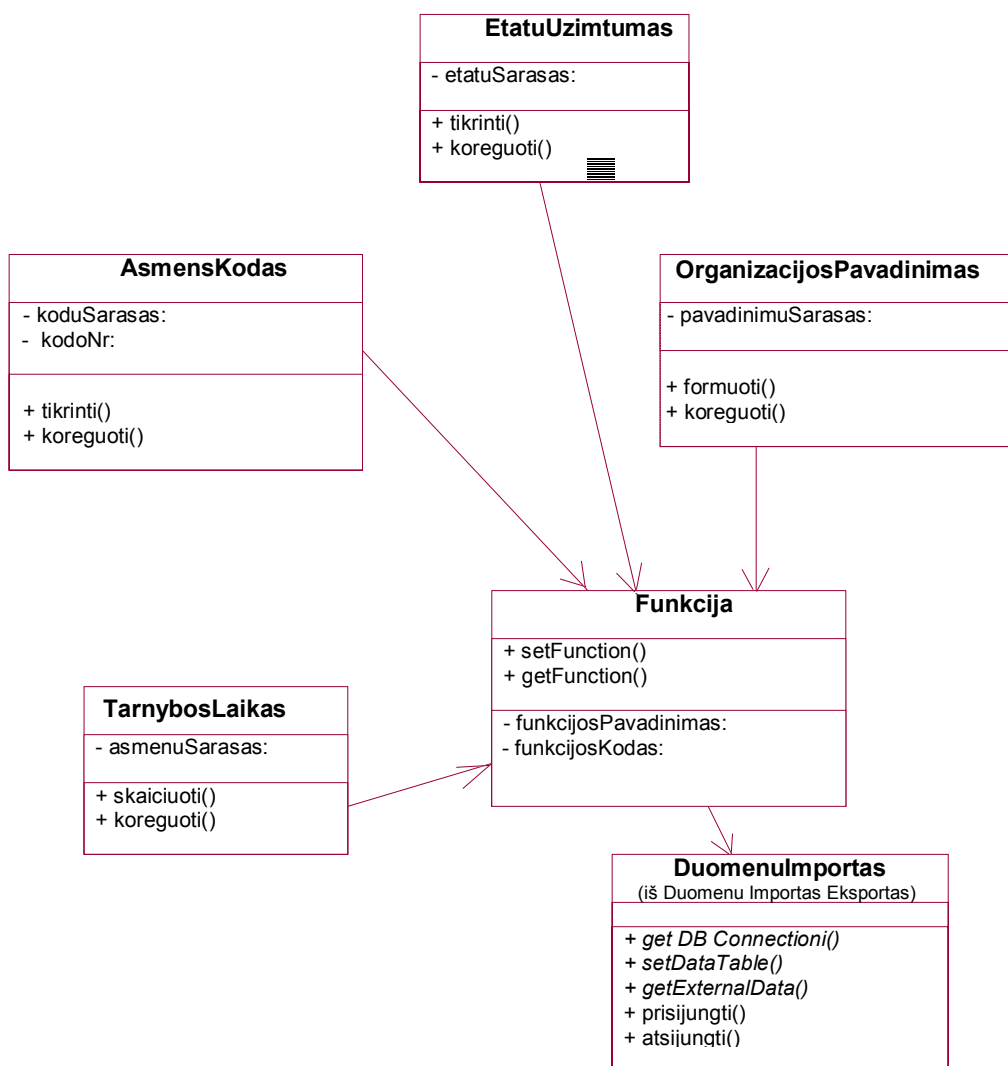 EtatuUzimtumas
- etatuSarasas:
+ tikrinti()
+ koreguoti()
AsmensKodas
- koduSarasas:
- kodoNr:
+ tikrinti()
+ koreguoti()
OrganizacijosPavadinimas
- pavadinimuSarasas:
+ formuoti()
+ koreguoti()
Funkcija
+ setFunction()
+ getFunction()
- funkcijosPavadinimas:
- funkcijosKodas:
TarnybosLaikas
- asmenuSarasas:
+ skaiciuoti()
+ koreguoti()
DuomenuImportas
(iš Duomenu Importas Eksportas)
+ get DB Connectioni()
+ setDataTable()
+ getExternalData()
+ prisijungti()
+ atsijungti()